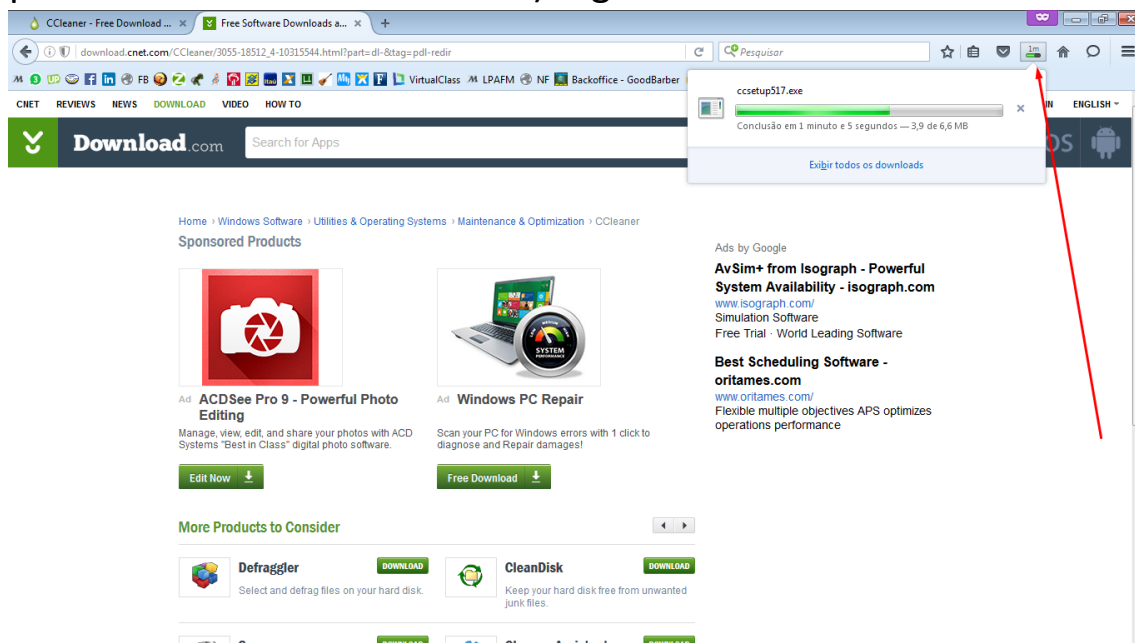 CCleaner - Free Download ...
Free Software Downloads a...
download.cnet.com/CCleaner/3055-18512_4-10315544.html?part=dl-&tag=pdl-redir
Pesquisar
1m
FB
itaú
VirtualClass
LPAFM
NF
Backoffice - GoodBarber
CNET REVIEWS NEWS DOWNLOAD VIDEO HOW TO
ENGLISH
ccsetup517.exe
Conclusão em 1 minuto e 5 segundos — 3,9 de 6,6 MB
Exibir todos os downloads
Download.com
Search for Apps
Home › Windows Software › Utilities & Operating Systems › Maintenance & Optimization › CCleaner
Sponsored Products
Ad ACDSee Pro 9 - Powerful Photo
Editing
Manage, view, edit, and share your photos with ACD
Systems "Best in Class" digital photo software.
Edit Now
SYSTEM
PERFORMANCE
Ad Windows PC Repair
Scan your PC for Windows errors with 1 click to
diagnose and Repair damages!
Free Download
Ads by Google
AvSim+ from Isograph - Powerful
System Availability - isograph.com
www.isograph.com/
Simulation Software
Free Trial · World Leading Software
Best Scheduling Software -
oritames.com
www.oritames.com/
Flexible multiple objectives APS optimizes
operations performance
More Products to Consider
Defraggler
DOWNLOAD
Select and defrag files on your hard disk.
CleanDisk
DOWNLOAD
Keep your hard disk free from unwanted
junk files.